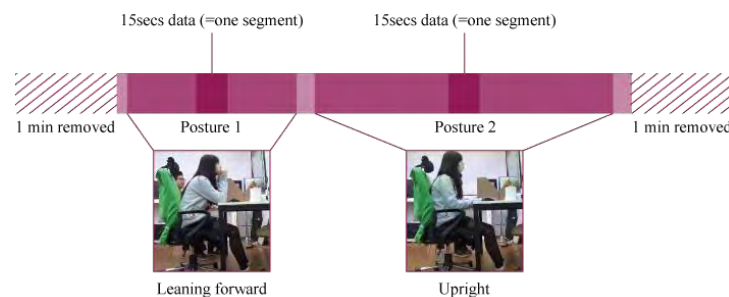 15secs data (=one segment) 15secs data (=one segment)
1 min removed Posture 1 Posture 2 1 min removed
Leaning forward Upright